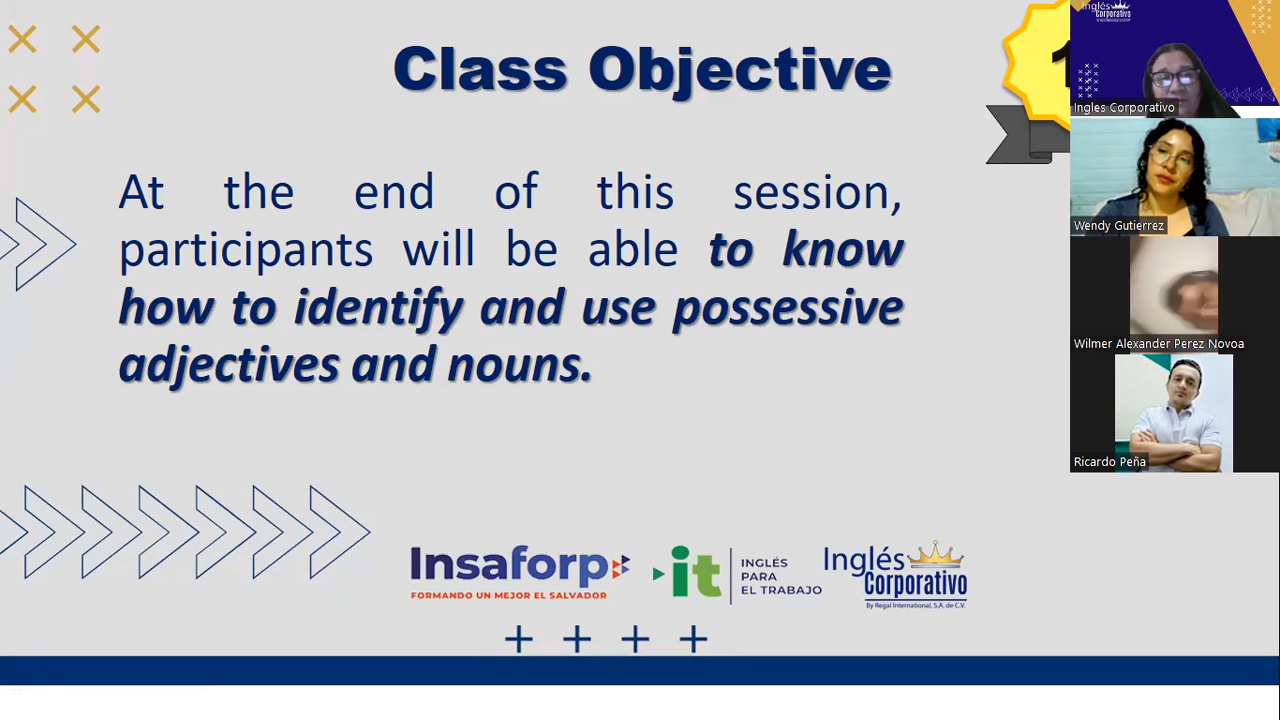 Class Objective
At the end of this session,
participants will be able to know
how to identify and use possessive
adjectives and nouns.
Insaforp
FORMANDO UN MEJOR EL SALVADOR
it
INGLÉS
PARA
EL TRABAJO
Inglés
Corporativo
By Regal International, S.A. de C.V.
Inglés
Corporativo
Ingles Corporativo
Wendy Gutierrez
Wilmer Alexander Perez Novoa
Ricardo Peña